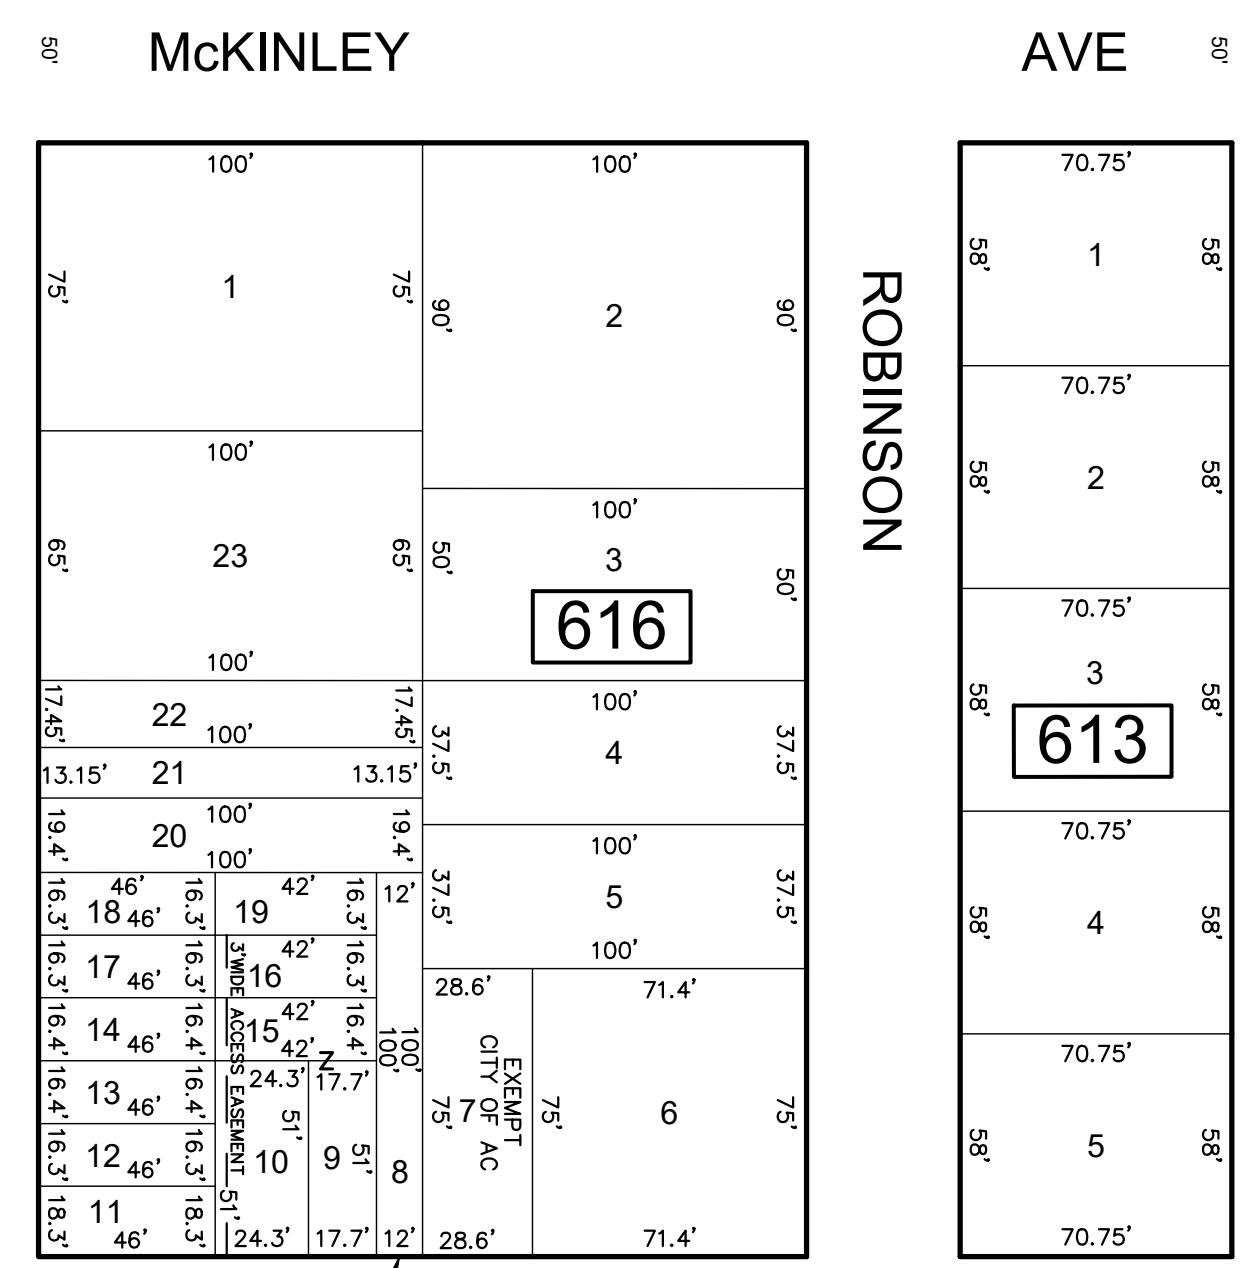 50' McKINLEY AVE 50'
100'
75' 1 75'
100'
90' 2 90'
100'
65' 23 65'
100'
100'
50' 3 50'
616
17.45' 22 17.45'
100'
13.15' 21 13.15'
100'
19.4' 20 19.4'
100'
100'
37.5' 4 37.5'
100'
37.5' 5 37.5'
100'
46'
16.3' 18 46' 16.3'
42'
19 16.3'
16.3' 17 46' 16.3'
42'
16 16.3'
16.4' 14 46' 16.4'
42'
15 16.4'
42'
Z
16.4' 13 46' 16.4'
16.3' 12 46' 16.3'
18.3' 11 18.3'
46'
3'WIDE ACCESS EASEMENT
24.3'
51'
10
51'
24.3'
17.7'
9 51'
17.7'
12'
100'
100'
8
12'
28.6'
75' 7
EXEMPT
CITY OF AC
28.6'
71.4'
75' 6 75'
71.4'
ROBINSON
70.75'
58' 1 58'
70.75'
58' 2 58'
70.75'
58' 3 58'
613
70.75'
58' 4 58'
70.75'
58' 5 58'
70.75'